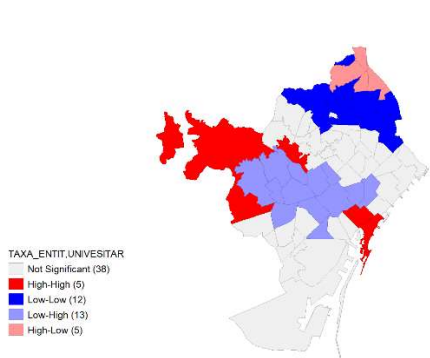 TAXA_ENTIT,UNIVESITAR
Not Significant (38)
High-High (5)
Low-Low (12)
Low-High (13)
High-Low (5)